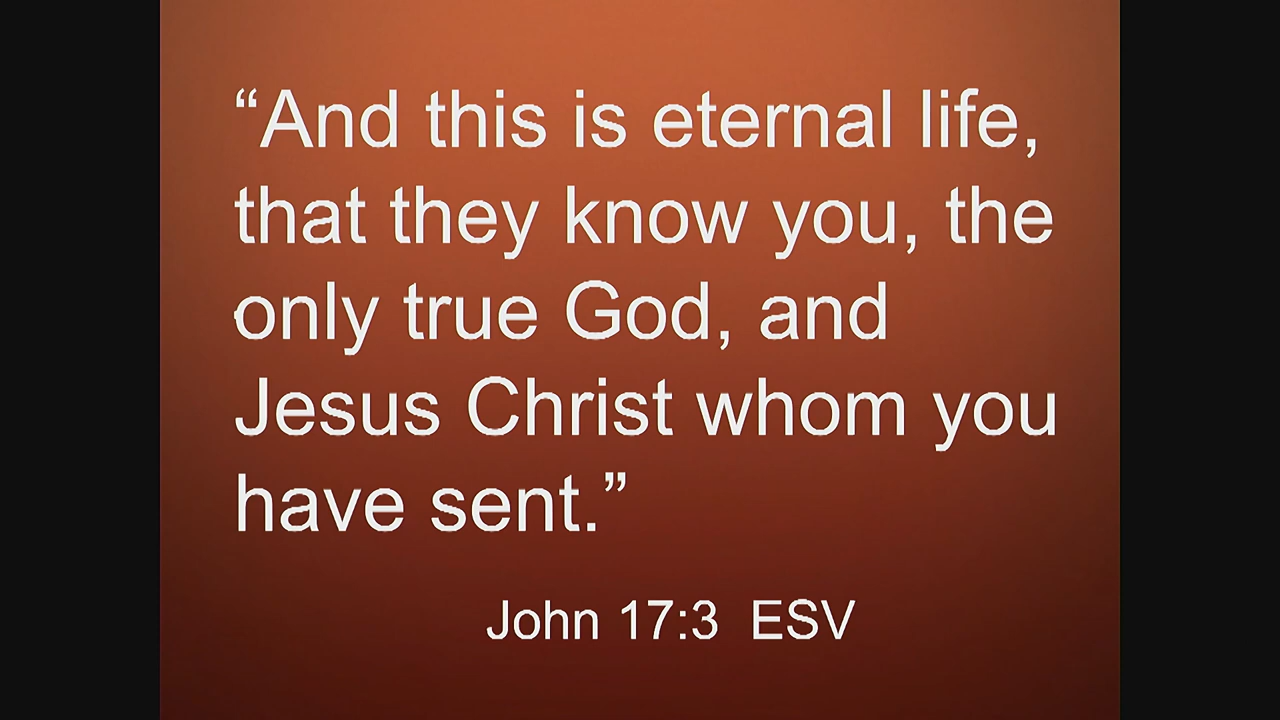 “And this is eternal life,
that they know you, the
only true God, and
Jesus Christ whom you
have sent.”
John 17:3  ESV